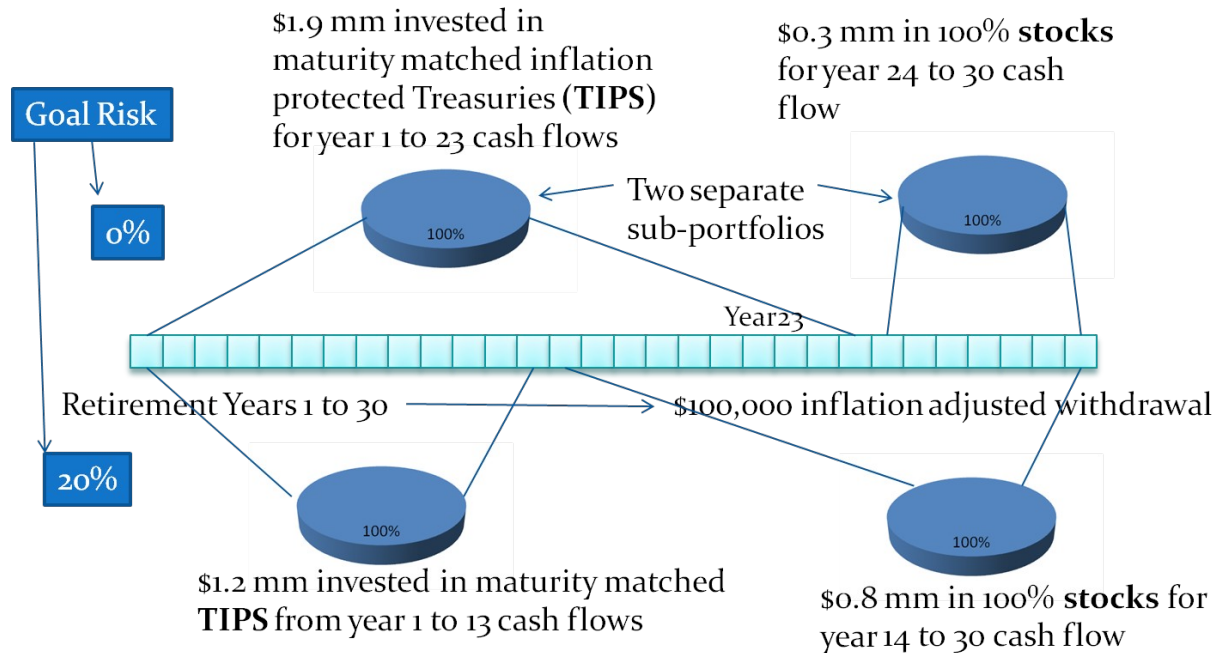 $1.9 mm invested in
maturity matched inflation
protected Treasuries (TIPS)
for year 1 to 23 cash flows
$0.3 mm in 100% stocks
for year 24 to 30 cash
flow
Goal Risk
0%
100%
Two separate
sub-portfolios
100%
Year23
Retirement Years 1 to 30
$100,000 inflation adjusted withdrawal
20%
100%
100%
$1.2 mm invested in maturity matched
TIPS from year 1 to 13 cash flows
$0.8 mm in 100% stocks for
year 14 to 30 cash flow